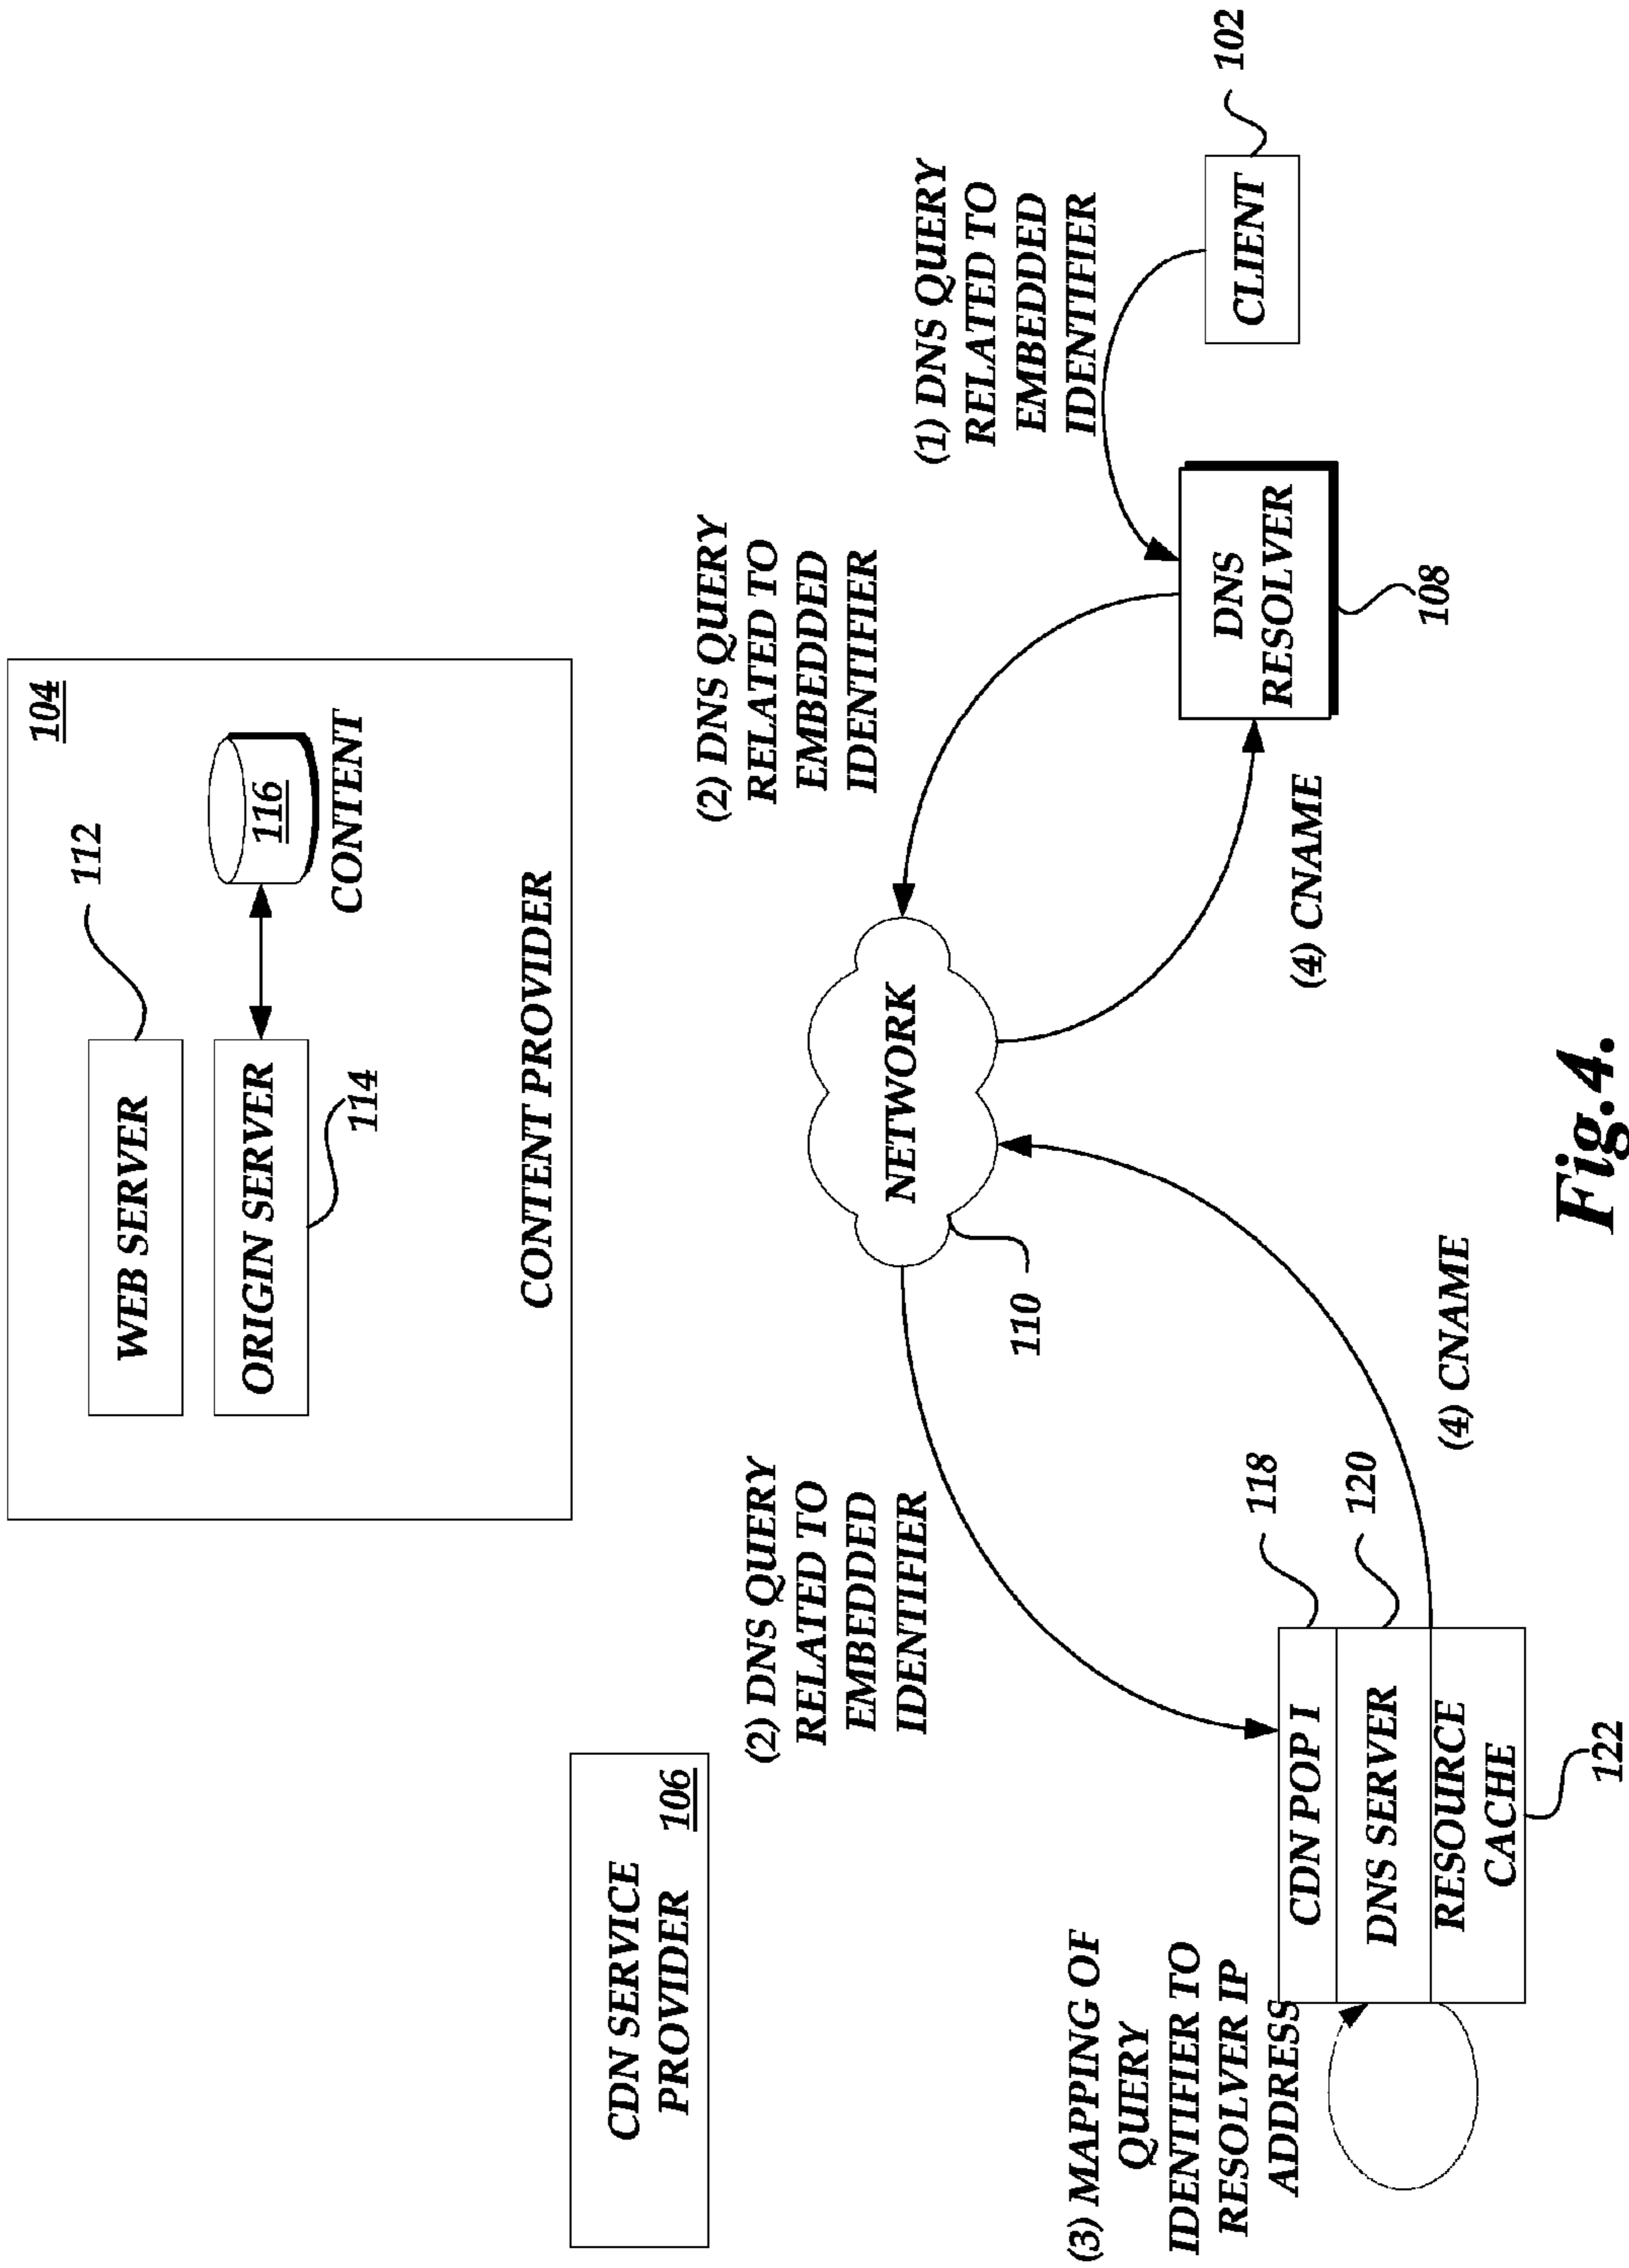 104
112
WEB SERVER
116
ORIGIN SERVER
CONTENT
114
CONTENT PROVIDER
CDN SERVICE
PROVIDER
106
(2) DNS QUERY
RELATED TO
EMBEDDED
IDENTIFIER
(2) DNS QUERY
RELATED TO
EMBEDDED
IDENTIFIER
(1) DNS QUERY
RELATED TO
EMBEDDED
IDENTIFIER
NETWORK
110
102
CLIENT
DNS
RESOLVER
108
(3) MAPPING OF
QUERY
IDENTIFIER TO
RESOLVER IP
ADDRESS
118
CDN POP I
120
DNS SERVER
RESOURCE
CACHE
122
(4) CNAME
(4) CNAME
Fig.4.